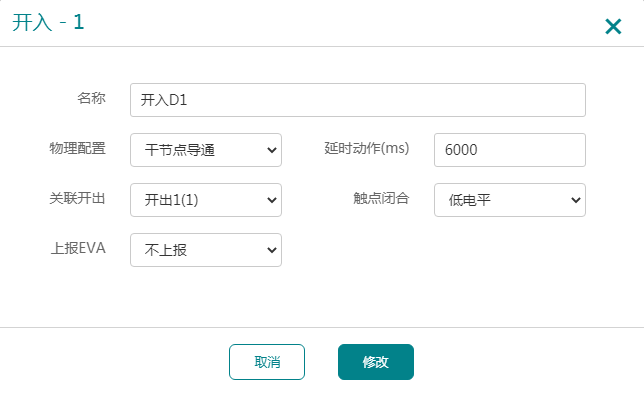 开入 - 1
名称 开入D1
物理配置 干节点导通 延时动作(ms) 6000
关联开出 开出1(1) 触点闭合 低电平
上报EVA 不上报
取消 修改